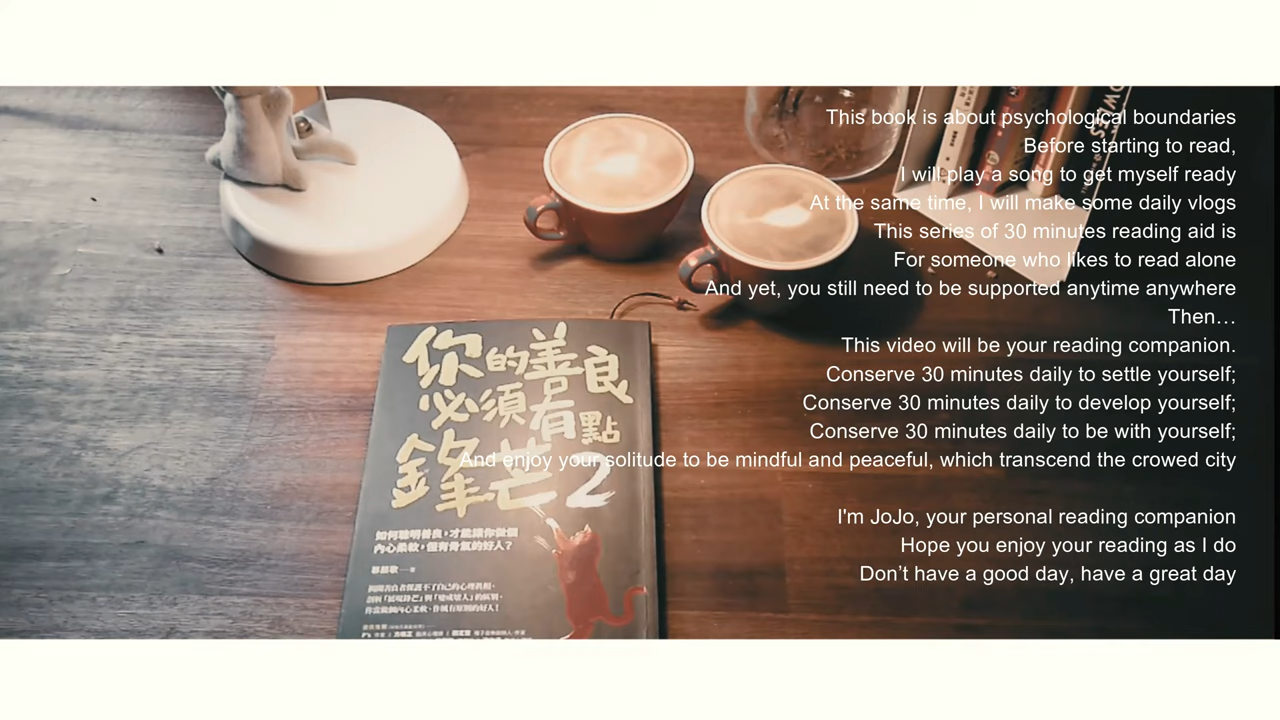 This book is about psychological boundaries
Before starting to read,
I will play a song to get myself ready
At the same time, I will make some daily vlogs
This series of 30 minutes reading aid is
For someone who likes to read alone
And yet, you still need to be supported anytime anywhere
Then…
This video will be your reading companion.
Conserve 30 minutes daily to settle yourself;
Conserve 30 minutes daily to develop yourself;
Conserve 30 minutes daily to be with yourself;
And enjoy your solitude to be mindful and peaceful, which transcend the crowed city
I'm JoJo, your personal reading companion
Hope you enjoy your reading as I do
Don’t have a good day, have a great day
你的善良
必須有點
鋒芒2
如何聰明善良，才能讓你做個
內心柔軟，但有骨氣的好人？
慕顏歌